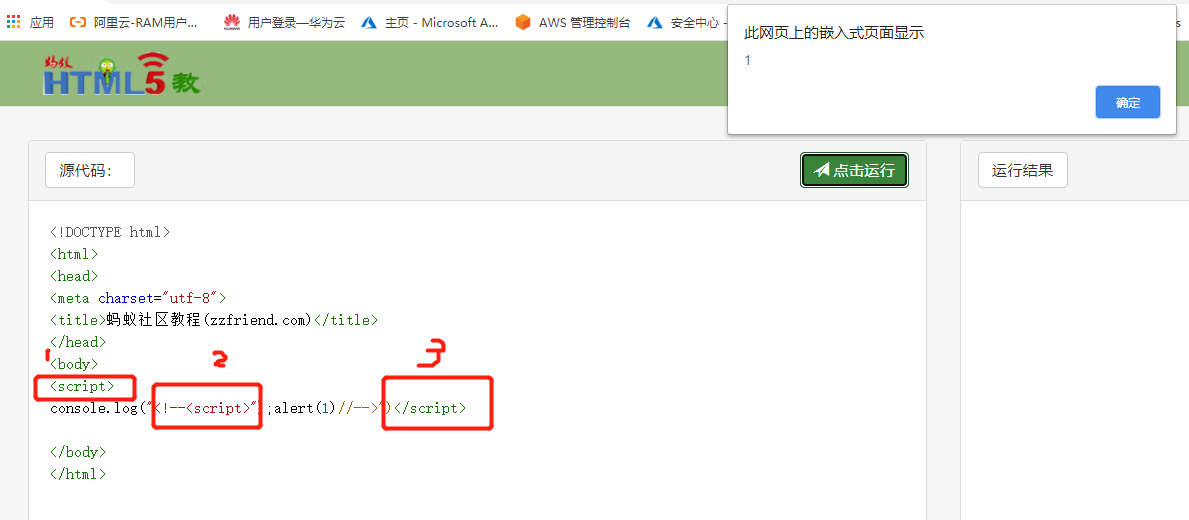 应用 阿里云-RAM用户... 用户登录—华为云 主页 - Microsoft A... AWS 管理控制台 安全中心 -
此网页上的嵌入式页面显示
1
确定
蚂蚁
HTML5 教
源代码: 点击运行 运行结果
<!DOCTYPE html>
<html>
<head>
<meta charset="utf-8">
<title>蚂蚁社区教程(zzfriend.com)</title>
</head>
1 2 3
<body>
<script>
console.log("<!--<script>");alert(1)//-->")</script>
</body>
</html>